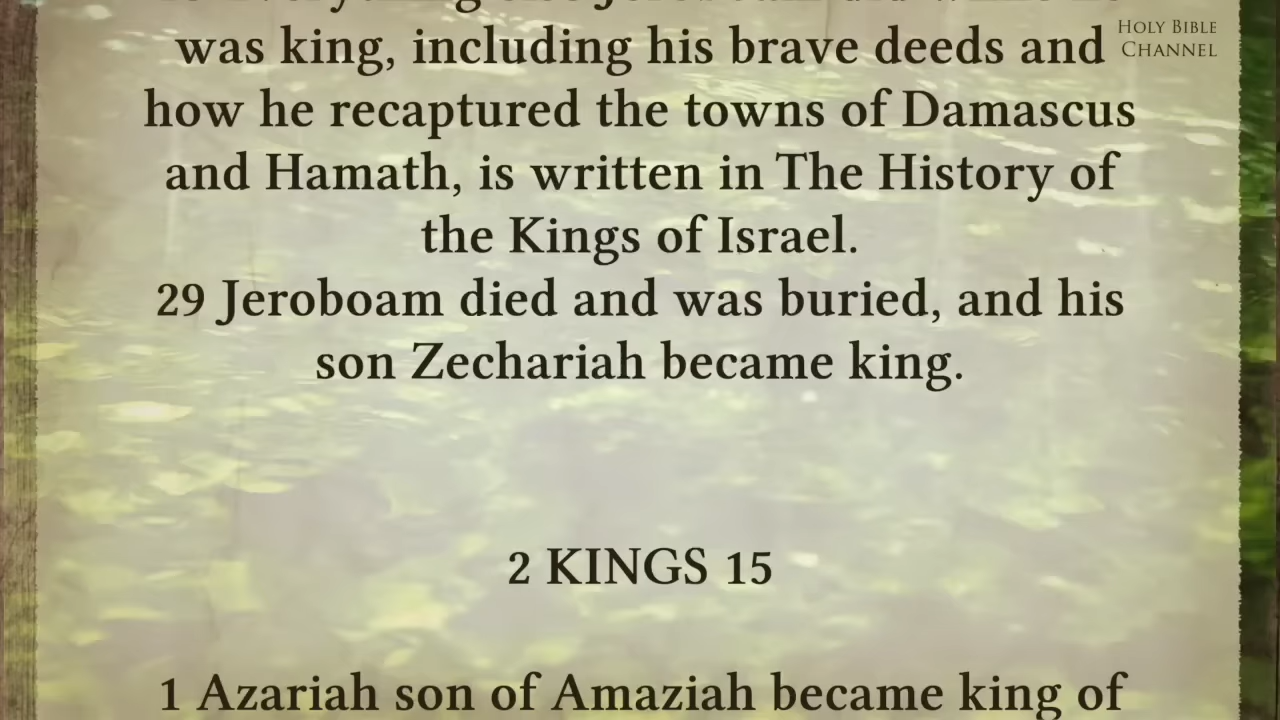 HOLY BIBLE
CHANNEL
was king, including his brave deeds and
how he recaptured the towns of Damascus
and Hamath, is written in The History of
the Kings of Israel.
29 Jeroboam died and was buried, and his
son Zechariah became king.
2 KINGS 15
1 Azariah son of Amaziah became king of